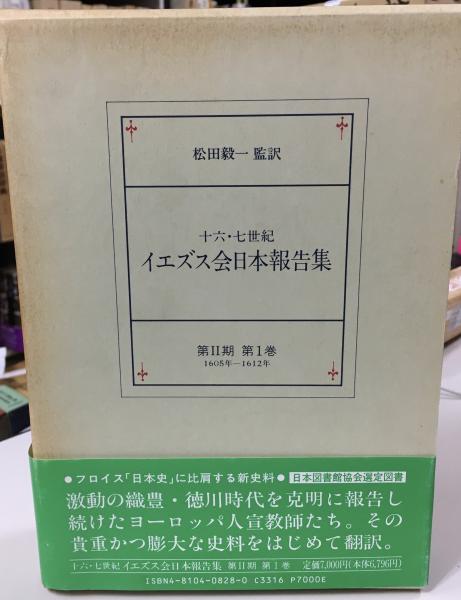 松田毅一 監訳
十六・七世紀
イエズス会日本報告集
第II期 第1巻
1605年—1612年
●フロイス「日本史」に比肩する新史料● 日本図書館協会選定図書
激動の織豊・徳川時代を克明に報告し
続けたヨーロッパ人宣教師たち。その
貴重かつ膨大な史料をはじめて翻訳。
十六・七世紀 イエズス会日本報告集 第II期 第1巻 定価7,000円(本体6,796円)
ISBN4-8104-0828-0 C3316 P7000E